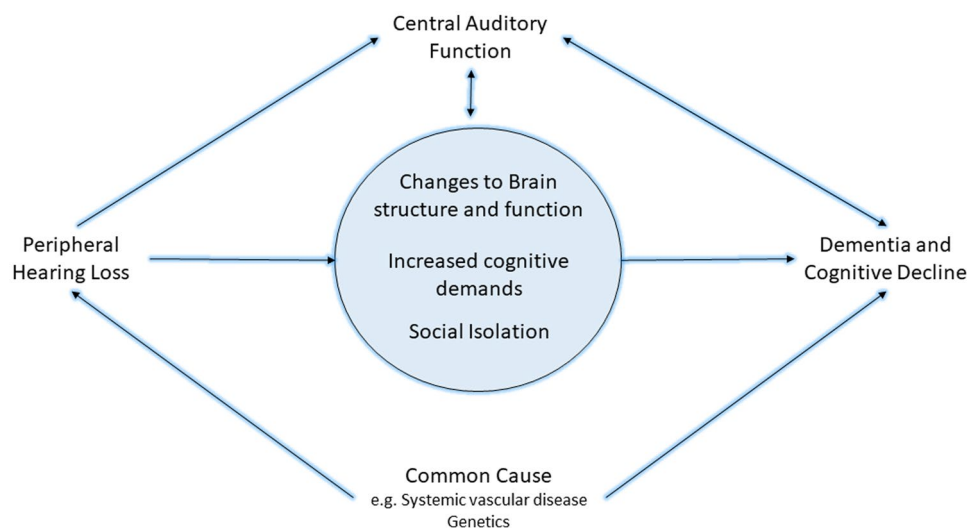 Central Auditory
Function
Changes to Brain
structure and function
Increased cognitive
demands
Social Isolation
Peripheral
Hearing Loss
Dementia and
Cognitive Decline
Common Cause
e.g. Systemic vascular disease
Genetics